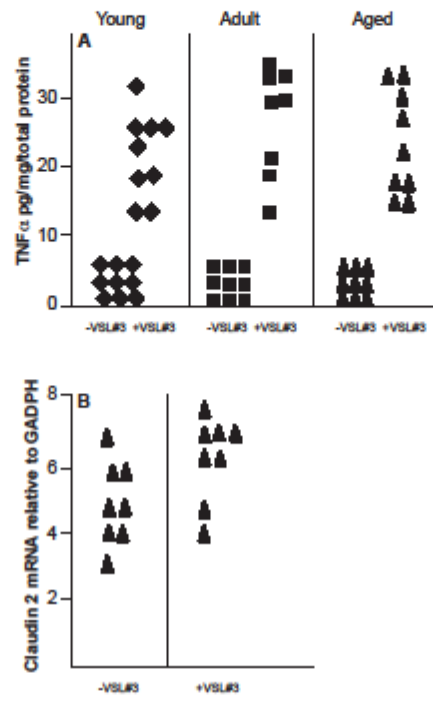 Young Adult Aged
A
TNFα pg/mg/total protein
30
20
10
0
-VSL#3 +VSL#3 -VSL#3 +VSL#3 -VSL#3 +VSL#3
B
Claudin 2 mRNA relative to GADPH
8
6
4
2
-VSL#3 +VSL#3